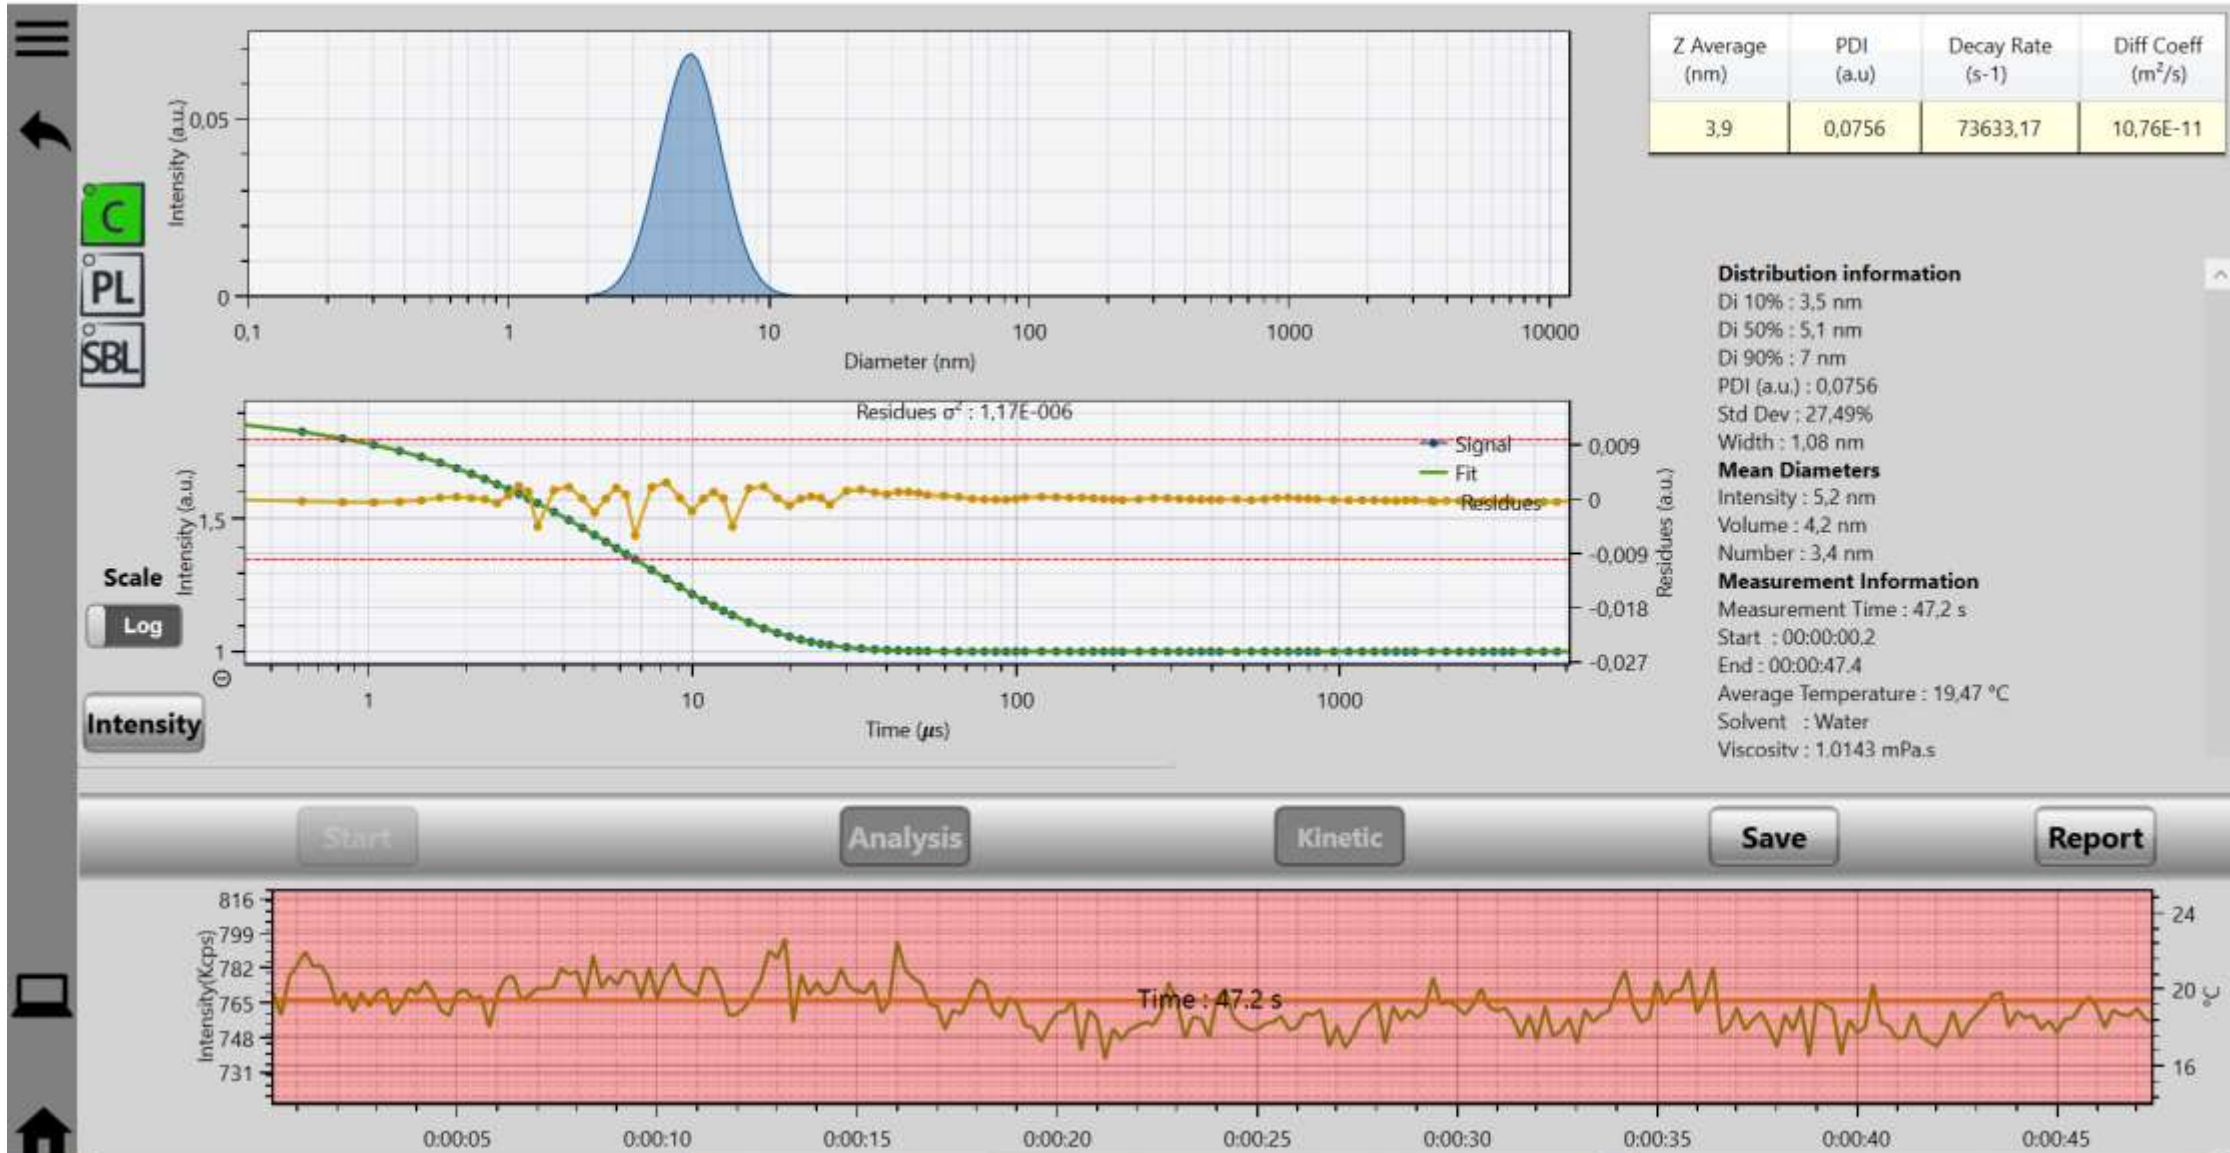 Z Average
(nm)
PDI
(a.u)
Decay Rate
(s-1)
Diff Coeff
(m²/s)
3,9
0,0756
73633,17
10,76E-11
C
PL
SBL
Intensity (a.u.)
0,05
0
0,1
1
10
100
1000
10000
Diameter (nm)
Distribution information
Di 10% : 3,5 nm
Di 50% : 5,1 nm
Di 90% : 7 nm
PDI (a.u.) : 0,0756
Std Dev : 27,49%
Width : 1,08 nm
Mean Diameters
Intensity : 5,2 nm
Volume : 4,2 nm
Number : 3,4 nm
Measurement Information
Measurement Time : 47,2 s
Start : 00:00:00.2
End : 00:00:47.4
Average Temperature : 19,47 °C
Solvent : Water
Viscosity : 1.0143 mPa.s
Residues σ² : 1,17E-006
Signal
Fit
Residues
Intensity (a.u.)
1,5
1
0,009
0
-0,009
-0,018
-0,027
Residues (a.u.)
1
10
100
1000
Time (μs)
Scale
Log
Intensity
Start
Analysis
Kinetic
Save
Report
Intensity(Kcps)
816
799
782
765
748
731
Time : 47.2 s
24
20
16
°C
0:00:05
0:00:10
0:00:15
0:00:20
0:00:25
0:00:30
0:00:35
0:00:40
0:00:45